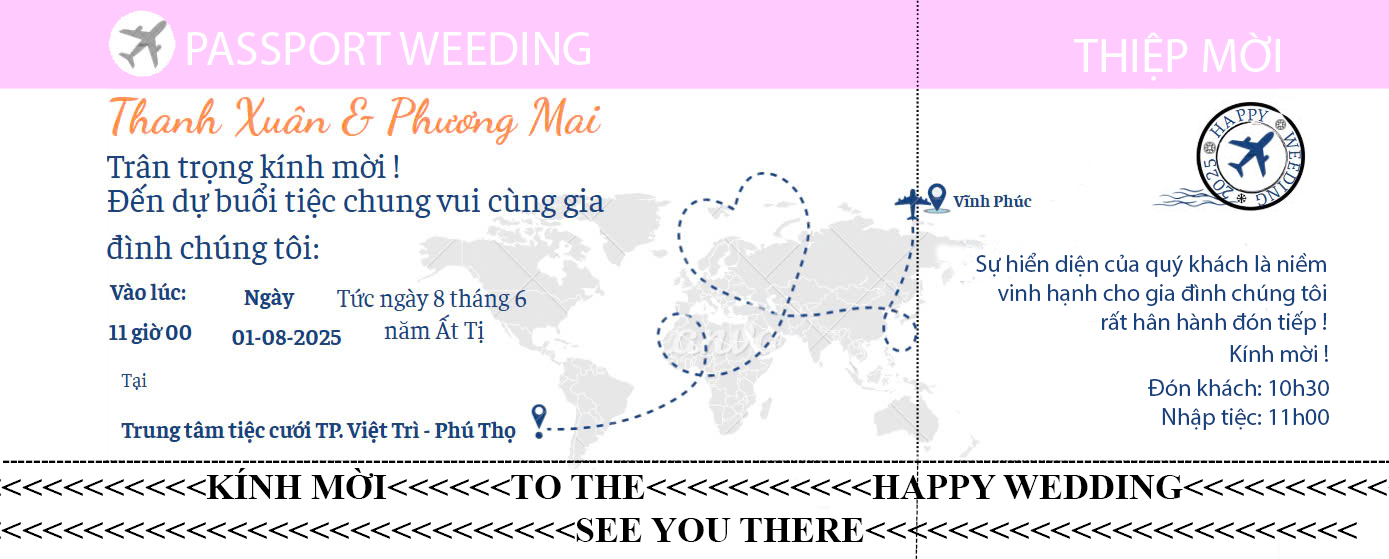 PASSPORT WEEDING
THIỆP MỜI
Thanh Xuân & Phương Mai
Trân trọng kính mời !
Đến dự buổi tiệc chung vui cùng gia
đình chúng tôi:
Vào lúc:
11 giờ 00
Ngày
01-08-2025
Tức ngày 8 tháng 6
năm Ất Tị
Tại
Trung tâm tiệc cưới TP. Việt Trì - Phú Thọ
Vĩnh Phúc
2025 HAPPY WEEDING
Sự hiển diện của quý khách là niềm
vinh hạnh cho gia đình chúng tôi
rất hân hành đón tiếp !
Kính mời !
Đón khách: 10h30
Nhập tiệc: 11h00
<<<<<<<<<<<<KÍNH MỜI<<<<<<TO THE<<<<<<<<<<<HAPPY WEDDING<<<<<<<<<<
<<<<<<<<<<<<<<<<<<<<<<<<<<<<SEE YOU THERE<<<<<<<<<<<<<<<<<<<<<<<<